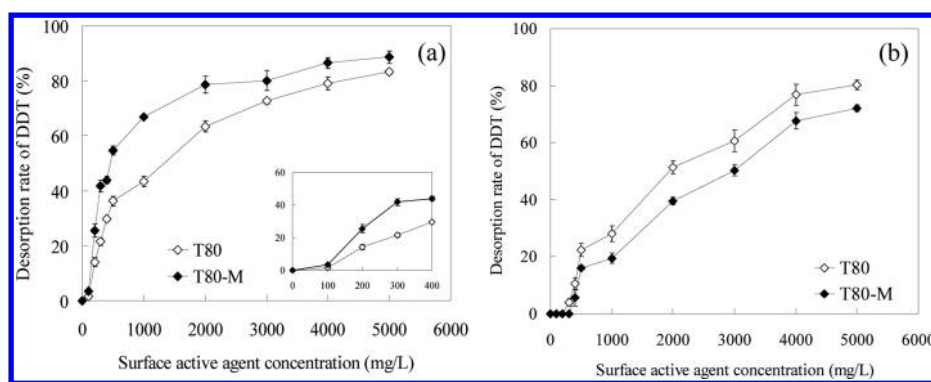 (a)
Desorption rate of DDT (%)
100
80
60
40
20
0
0 1000 2000 3000 4000 5000 6000
Surface active agent concentration (mg/L)
T80
T80-M
60
40
20
0
0 100 200 300 400
(b)
Desorption rate of DDT (%)
100
80
60
40
20
0
0 1000 2000 3000 4000 5000 6000
Surface active agent concentration (mg/L)
T80
T80-M